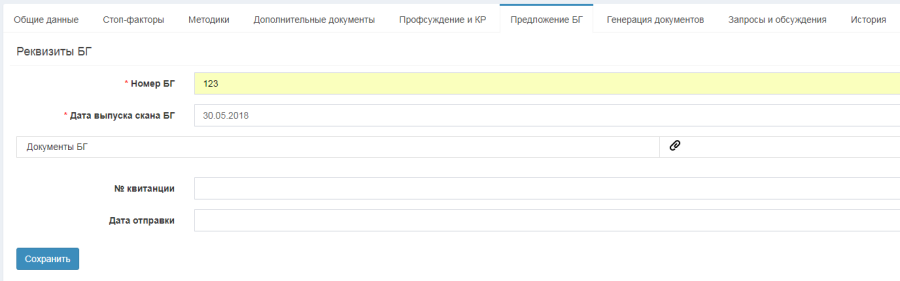 Общие данные Стоп-факторы Методики Дополнительные документы Профсуждение и КР Предложение БГ Генерация документов Запросы и обсуждения История
Реквизиты БГ
* Номер БГ 123
* Дата выпуска скана БГ 30.05.2018
Документы БГ
№ квитанции
Дата отправки
Сохранить